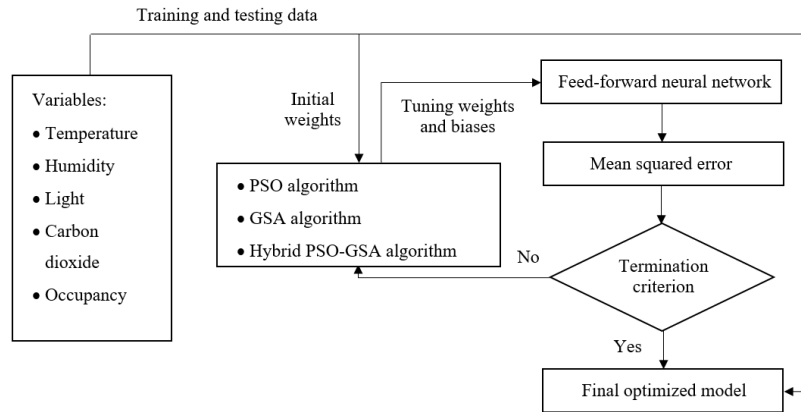 Training and testing data
Variables:
• Temperature
• Humidity
• Light
• Carbon
dioxide
• Occupancy
Initial
weights
Tuning weights
and biases
• PSO algorithm
• GSA algorithm
• Hybrid PSO-GSA algorithm
Feed-forward neural network
Mean squared error
Termination
criterion
No
Yes
Final optimized model